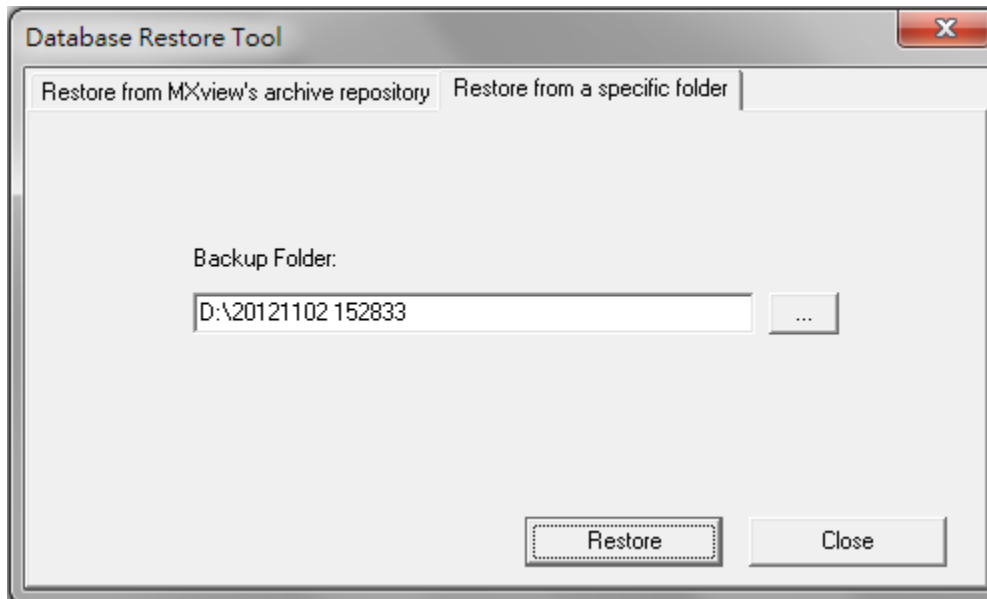 Database Restore Tool
Restore from MXview's archive repository Restore from a specific folder
Backup Folder:
D:\20121102 152833 ...
Restore Close